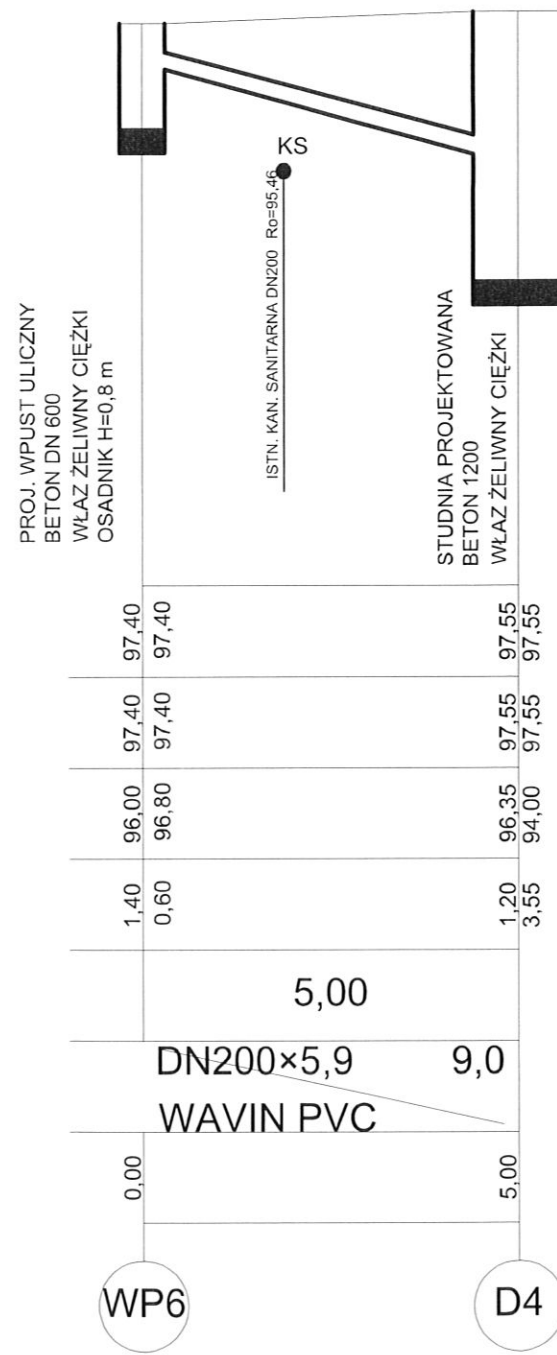 KS
ISTN. KAN. SANITARNA DN200 Ro=95,46
PROJ. WPUST ULICZNY
BETON DN 600
WŁAZ ŻELIWNY CIĘŻKI
OSADNIK H=0,8 m
STUDNIA PROJEKTOWANA
BETON 1200
WŁAZ ŻELIWNY CIĘŻKI
97,40
97,40
97,55
97,55
97,40
97,40
97,55
97,55
96,00
96,80
96,35
94,00
1,40
0,60
1,20
3,55
5,00
DN200×5,9 9,0
WAVIN PVC
0,00
5,00
WP6
D4